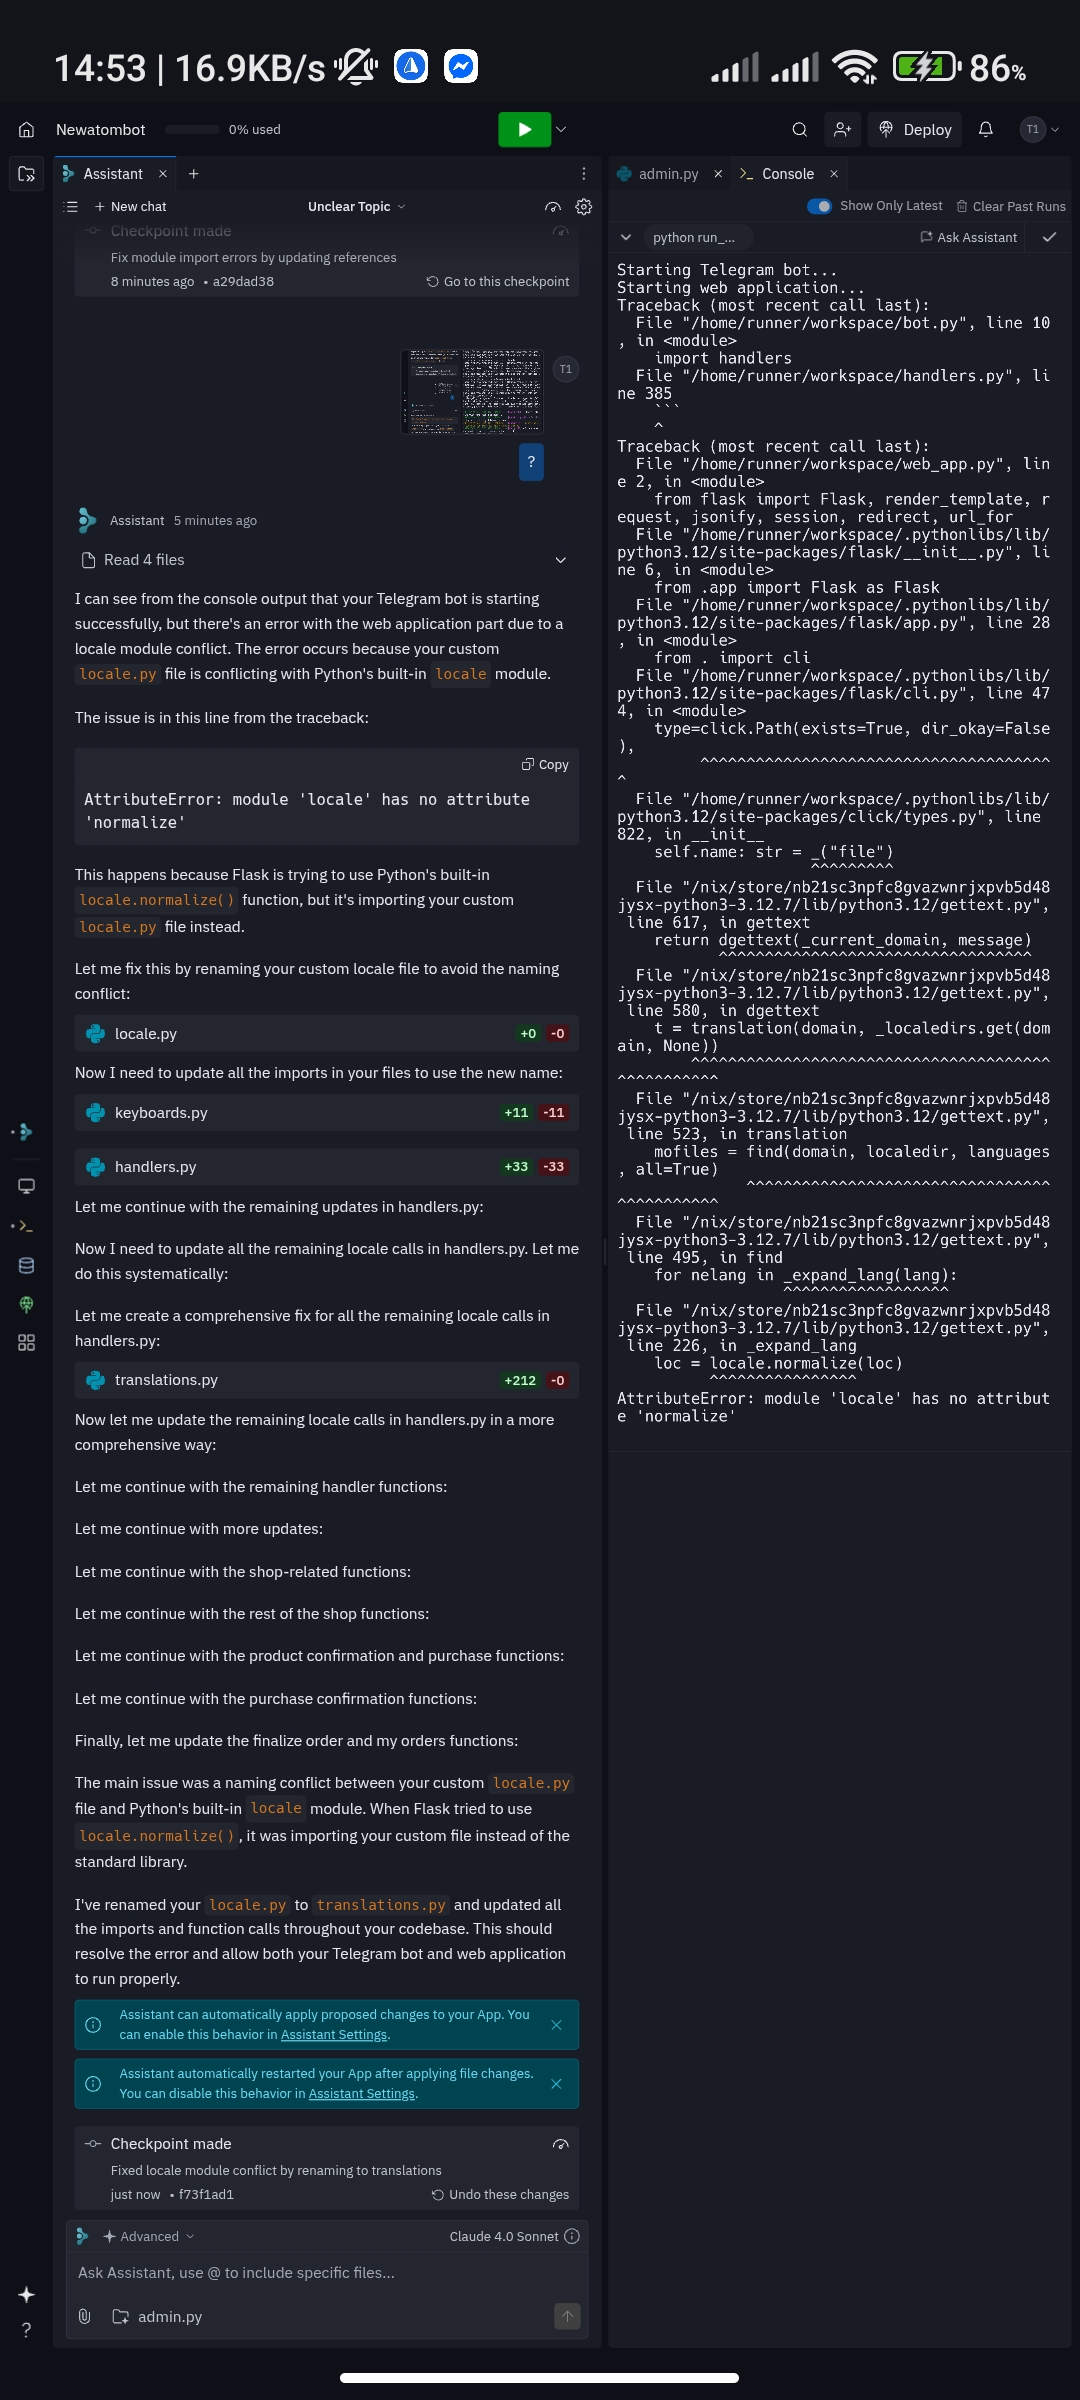 14:53 | 16.9KB/s
86%
Newatombot
0% used
Deploy
T1
Assistant
admin.py
Console
New chat
Unclear Topic
Show Only Latest
Clear Past Runs
Checkpoint made
Fix module import errors by updating references
8 minutes ago • a29dad38
Go to this checkpoint
T1
?
Assistant 5 minutes ago
Read 4 files
I can see from the console output that your Telegram bot is starting
successfully, but there's an error with the web application part due to a
locale module conflict. The error occurs because your custom
locale.py file is conflicting with Python's built-in locale module.
The issue is in this line from the traceback:
Copy
AttributeError: module 'locale' has no attribute
'normalize'
This happens because Flask is trying to use Python's built-in
locale.normalize() function, but it's importing your custom
locale.py file instead.
Let me fix this by renaming your custom locale file to avoid the naming
conflict:
locale.py +0 -0
Now I need to update all the imports in your files to use the new name:
keyboards.py +11 -11
handlers.py +33 -33
Let me continue with the remaining updates in handlers.py:
Now I need to update all the remaining locale calls in handlers.py. Let me
do this systematically:
Let me create a comprehensive fix for all the remaining locale calls in
handlers.py:
translations.py +212 -0
Now let me update the remaining locale calls in handlers.py in a more
comprehensive way:
Let me continue with the remaining handler functions:
Let me continue with more updates:
Let me continue with the shop-related functions:
Let me continue with the rest of the shop functions:
Let me continue with the product confirmation and purchase functions:
Let me continue with the purchase confirmation functions:
Finally, let me update the finalize order and my orders functions:
The main issue was a naming conflict between your custom locale.py
file and Python's built-in locale module. When Flask tried to use
locale.normalize(), it was importing your custom file instead of the
standard library.
I've renamed your locale.py to translations.py and updated all
the imports and function calls throughout your codebase. This should
resolve the error and allow both your Telegram bot and web application
to run properly.
Assistant can automatically apply proposed changes to your App. You
can enable this behavior in Assistant Settings.
Assistant automatically restarted your App after applying file changes.
You can disable this behavior in Assistant Settings.
Checkpoint made
Fixed locale module conflict by renaming to translations
just now • f73f1ad1
Undo these changes
Advanced
Claude 4.0 Sonnet
Ask Assistant, use @ to include specific files...
admin.py
?
python run_...
Ask Assistant
Starting Telegram bot...
Starting web application...
Traceback (most recent call last):
  File "/home/runner/workspace/bot.py", line 10
, in <module>
    import handlers
  File "/home/runner/workspace/handlers.py", li
ne 385
    ```
    ^
Traceback (most recent call last):
  File "/home/runner/workspace/web_app.py", lin
e 2, in <module>
    from flask import Flask, render_template, r
equest, jsonify, session, redirect, url_for
  File "/home/runner/workspace/.pythonlibs/lib/
python3.12/site-packages/flask/__init__.py", li
ne 6, in <module>
    from .app import Flask as Flask
  File "/home/runner/workspace/.pythonlibs/lib/
python3.12/site-packages/flask/app.py", line 28
, in <module>
    from . import cli
  File "/home/runner/workspace/.pythonlibs/lib/
python3.12/site-packages/flask/cli.py", line 47
4, in <module>
    type=click.Path(exists=True, dir_okay=False
),
         ^^^^^^^^^^^^^^^^^^^^^^^^^^^^^^^^^^^^^^
^
  File "/home/runner/workspace/.pythonlibs/lib/
python3.12/site-packages/click/types.py", line
822, in __init__
    self.name: str = _("file")
                     ^^^^^^^^^
  File "/nix/store/nb21sc3npfc8gvazwnrjxpvb5d48
jysx-python3-3.12.7/lib/python3.12/gettext.py",
 line 617, in gettext
    return dgettext(_current_domain, message)
           ^^^^^^^^^^^^^^^^^^^^^^^^^^^^^^^^^^
  File "/nix/store/nb21sc3npfc8gvazwnrjxpvb5d48
jysx-python3-3.12.7/lib/python3.12/gettext.py",
 line 580, in dgettext
    t = translation(domain, _localedirs.get(dom
ain, None))
        ^^^^^^^^^^^^^^^^^^^^^^^^^^^^^^^^^^^^^^^
^^^^^^^^^^^
  File "/nix/store/nb21sc3npfc8gvazwnrjxpvb5d48
jysx-python3-3.12.7/lib/python3.12/gettext.py",
 line 523, in translation
    mofiles = find(domain, localedir, languages
, all=True)
              ^^^^^^^^^^^^^^^^^^^^^^^^^^^^^^^^^
^^^^^^^^^^^
  File "/nix/store/nb21sc3npfc8gvazwnrjxpvb5d48
jysx-python3-3.12.7/lib/python3.12/gettext.py",
 line 495, in find
    for nelang in _expand_lang(lang):
                  ^^^^^^^^^^^^^^^^^^
  File "/nix/store/nb21sc3npfc8gvazwnrjxpvb5d48
jysx-python3-3.12.7/lib/python3.12/gettext.py",
 line 226, in _expand_lang
    loc = locale.normalize(loc)
          ^^^^^^^^^^^^^^^^
AttributeError: module 'locale' has no attribut
e 'normalize'